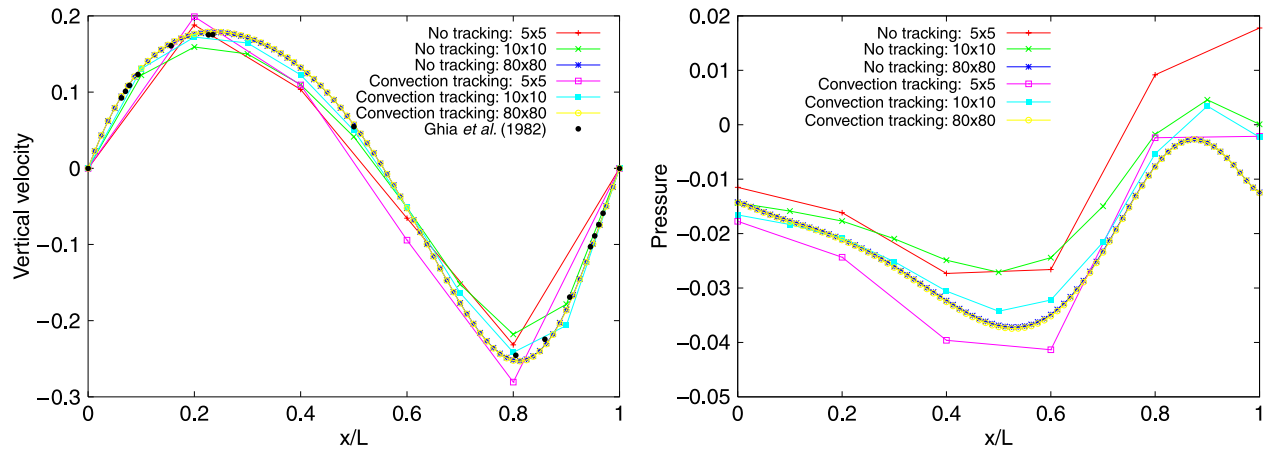 0.2
0.1
0
−0.1
−0.2
−0.3
Vertical velocity
No tracking: 5x5
No tracking: 10x10
No tracking: 80x80
Convection tracking: 5x5
Convection tracking: 10x10
Convection tracking: 80x80
Ghia et al. (1982)
0 0.2 0.4 0.6 0.8 1
x/L
0.02
0.01
0
−0.01
−0.02
−0.03
−0.04
−0.05
Pressure
No tracking: 5x5
No tracking: 10x10
No tracking: 80x80
Convection tracking: 5x5
Convection tracking: 10x10
Convection tracking: 80x80
0 0.2 0.4 0.6 0.8 1
x/L